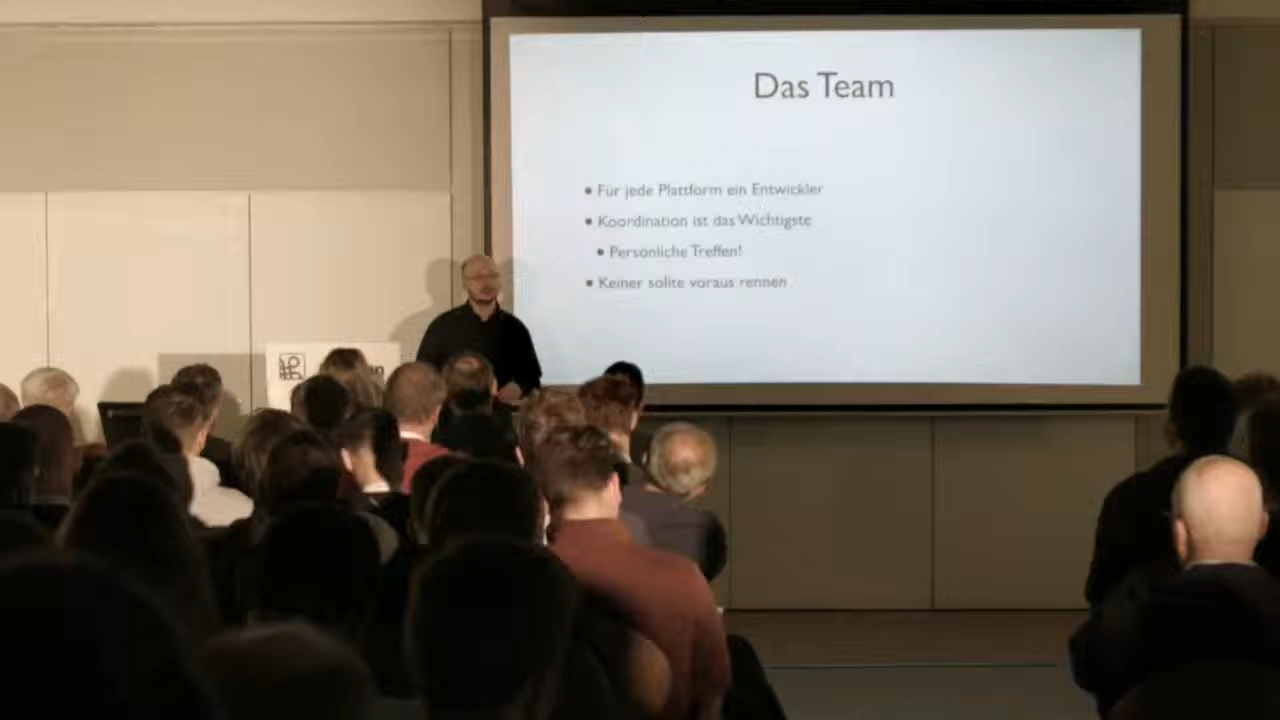 Das Team
• Für jede Plattform ein Entwickler
• Koordination ist das Wichtigste
• Persönliche Treffen!
• Keiner sollte voraus rennen